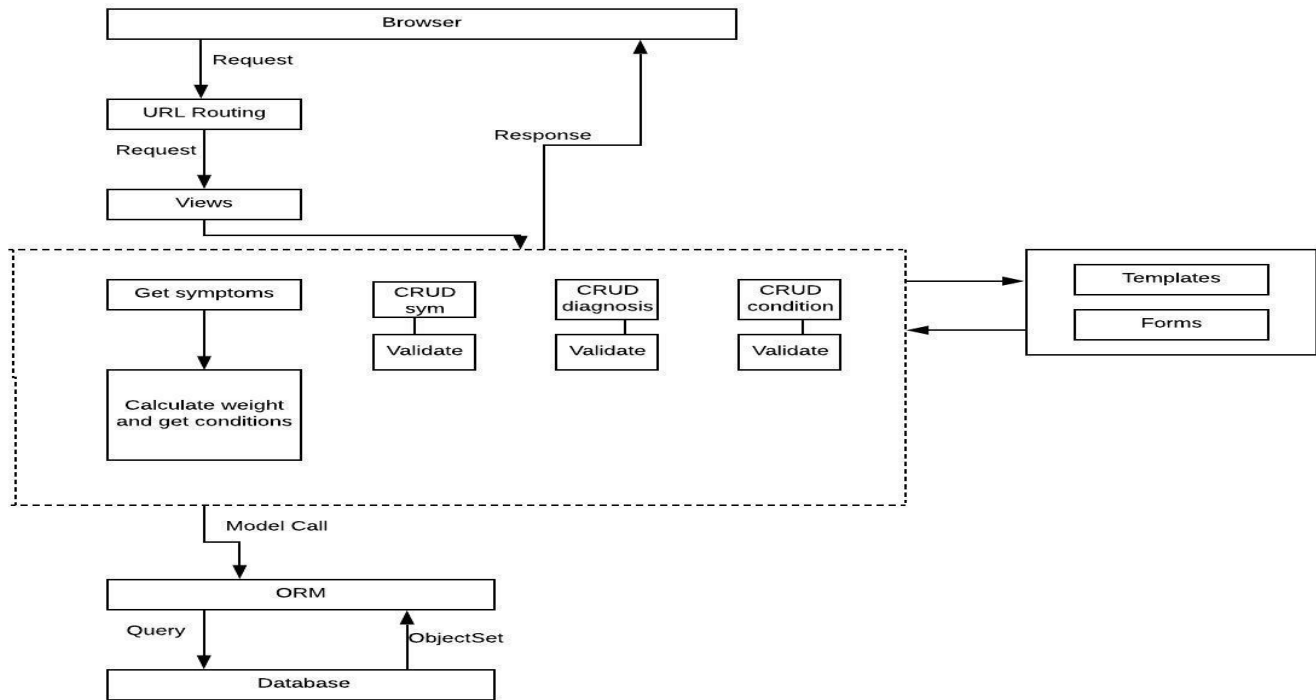 Browser
Request
URL Routing
Request
Response
Views
Get symptoms
CRUD
sym
CRUD
diagnosis
CRUD
condition
Templates
Forms
Validate
Validate
Validate
Calculate weight
and get conditions
Model Call
ORM
Query
ObjectSet
Database